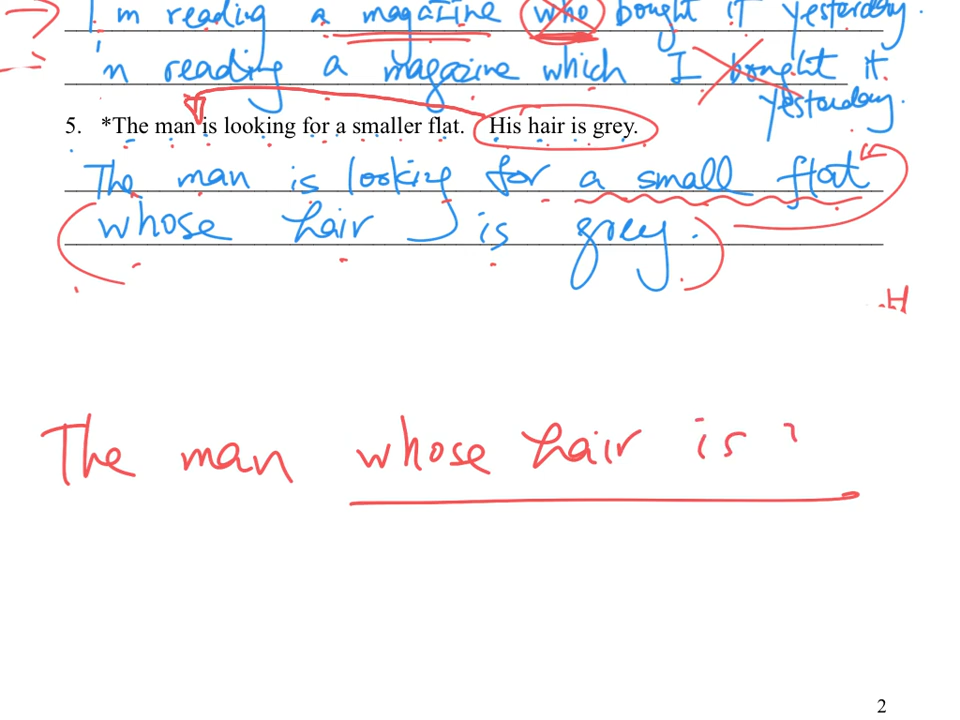 I'm reading a magazine who bought it yesterday.
I'm reading a magazine which I bought it.
yesterday.
5. *The man is looking for a smaller flat. His hair is grey.
The man is looking for a small flat
whose hair is grey.
.H
The man whose hair is
2